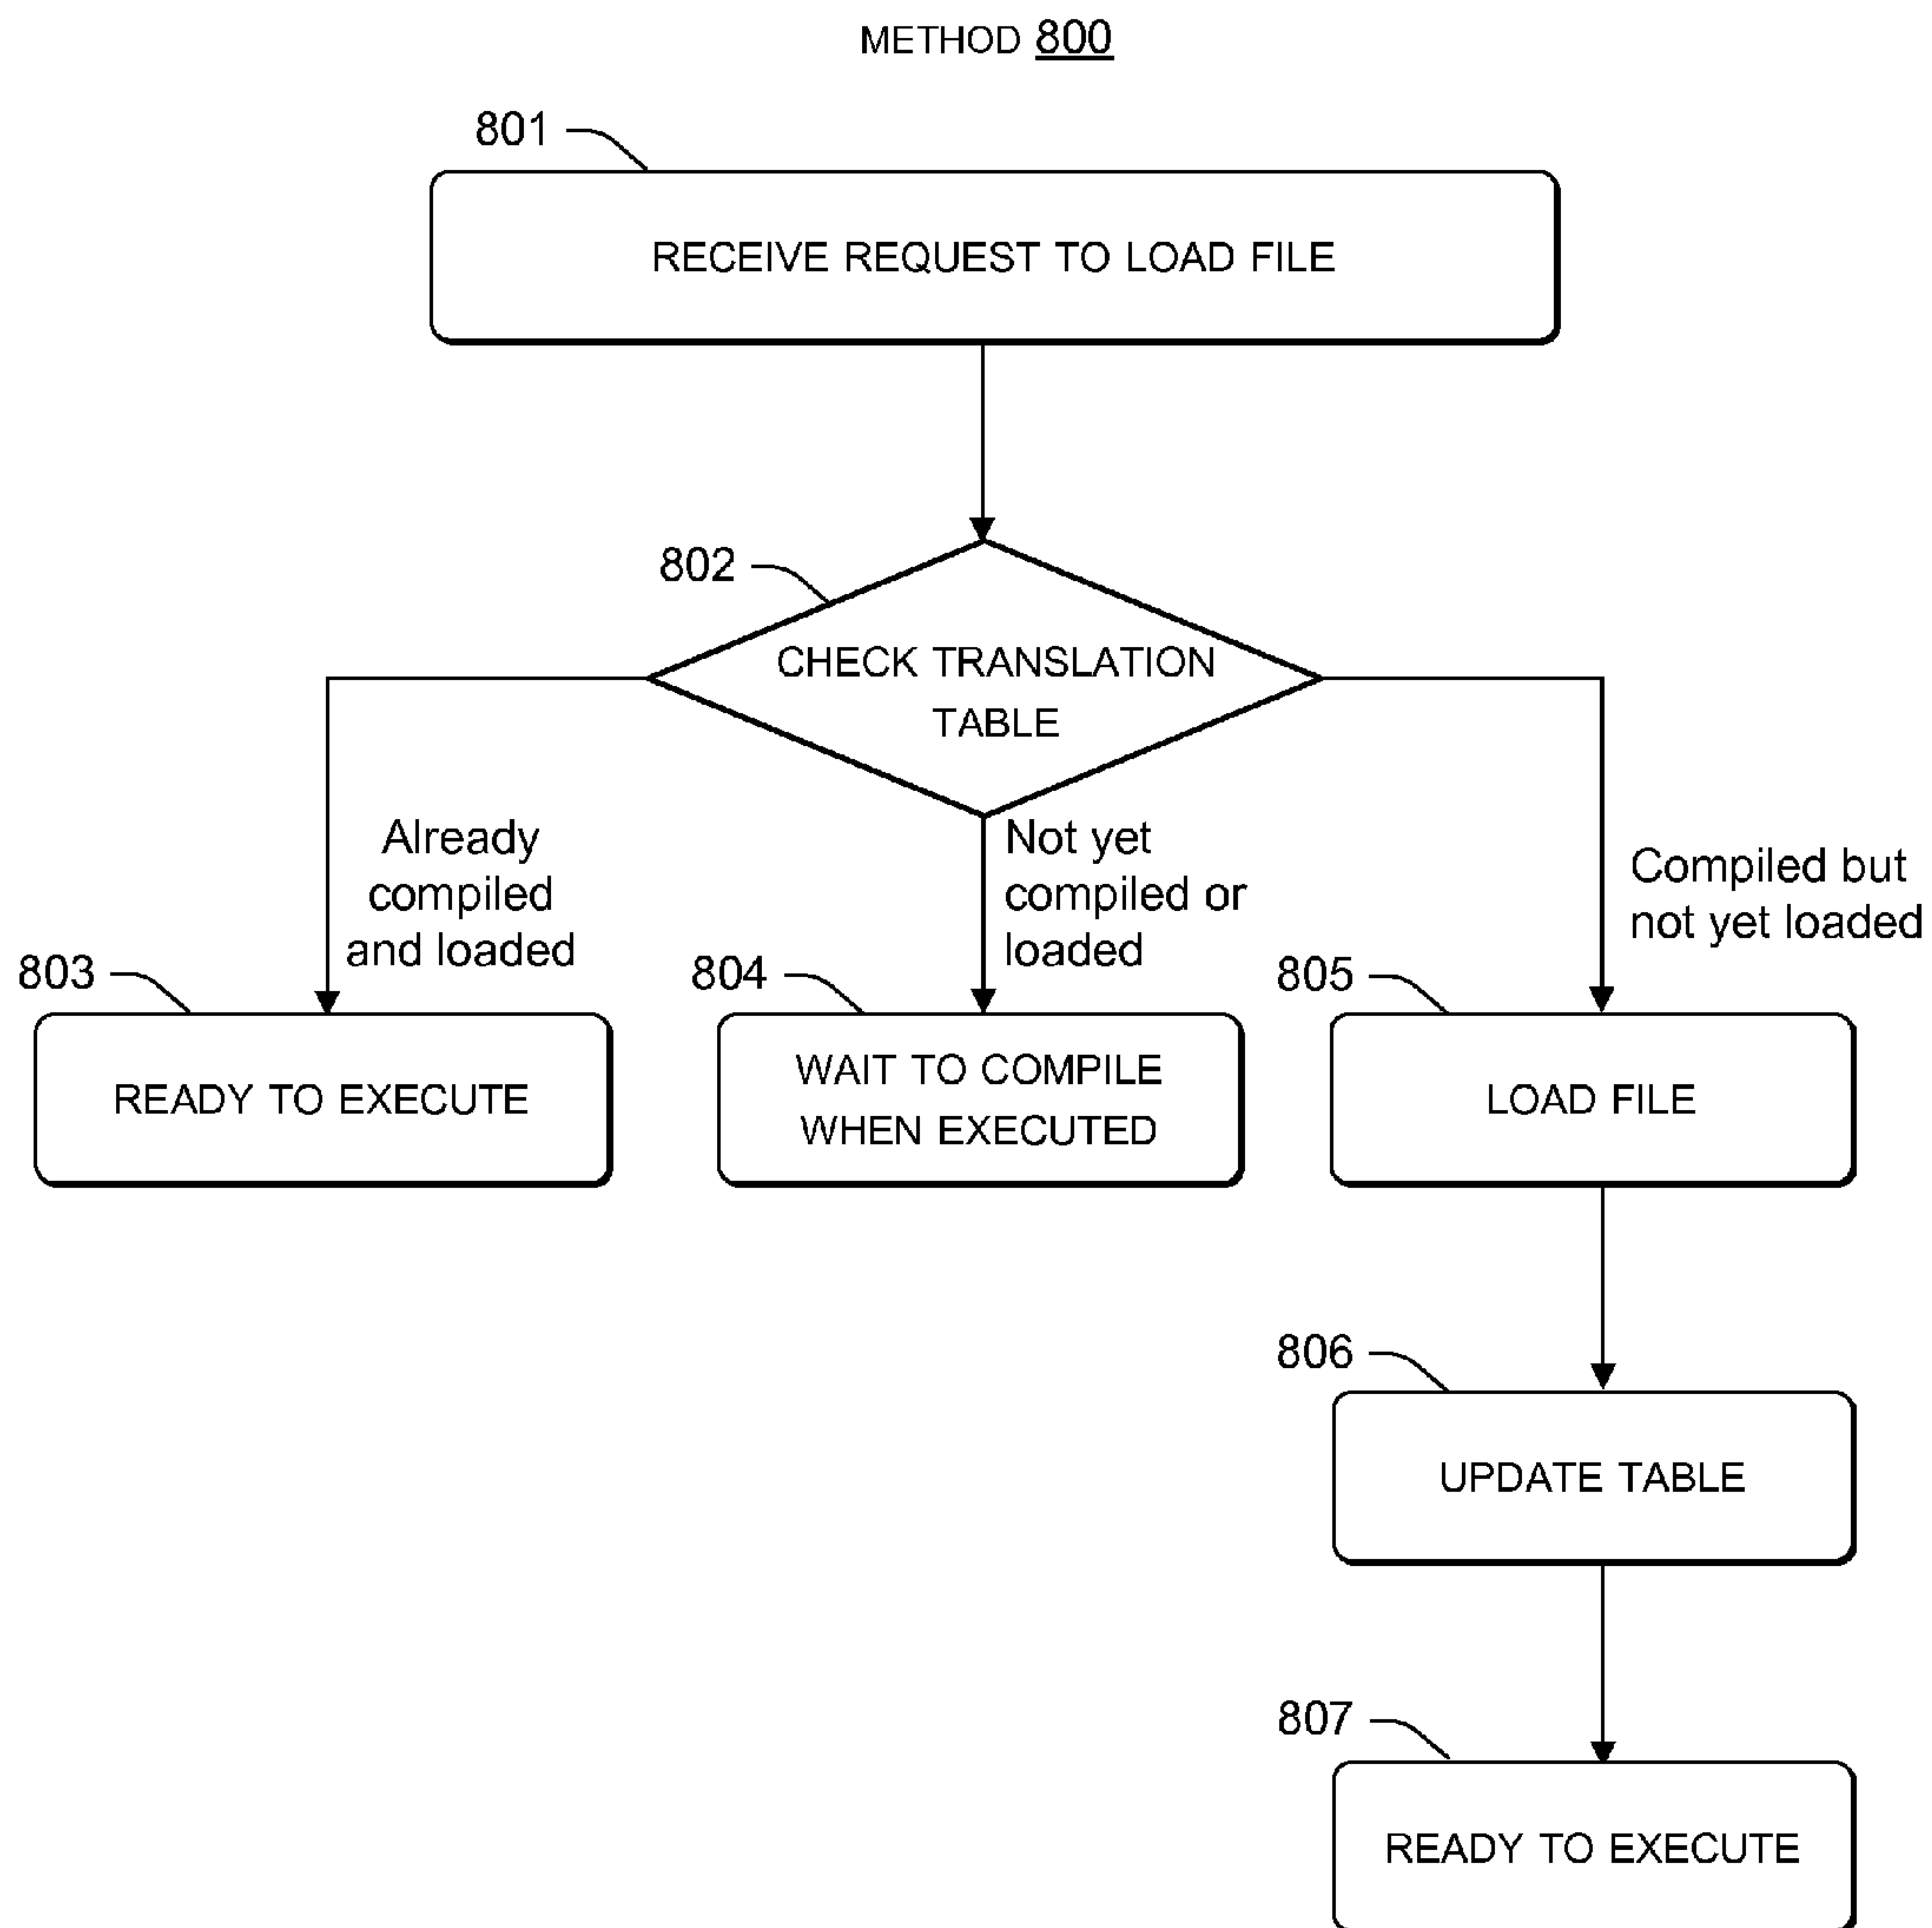 METHOD 800
801
RECEIVE REQUEST TO LOAD FILE
802
CHECK TRANSLATION
TABLE
Already
compiled
and loaded
Not yet
compiled or
loaded
Compiled but
not yet loaded
803
READY TO EXECUTE
804
WAIT TO COMPILE
WHEN EXECUTED
805
LOAD FILE
806
UPDATE TABLE
807
READY TO EXECUTE